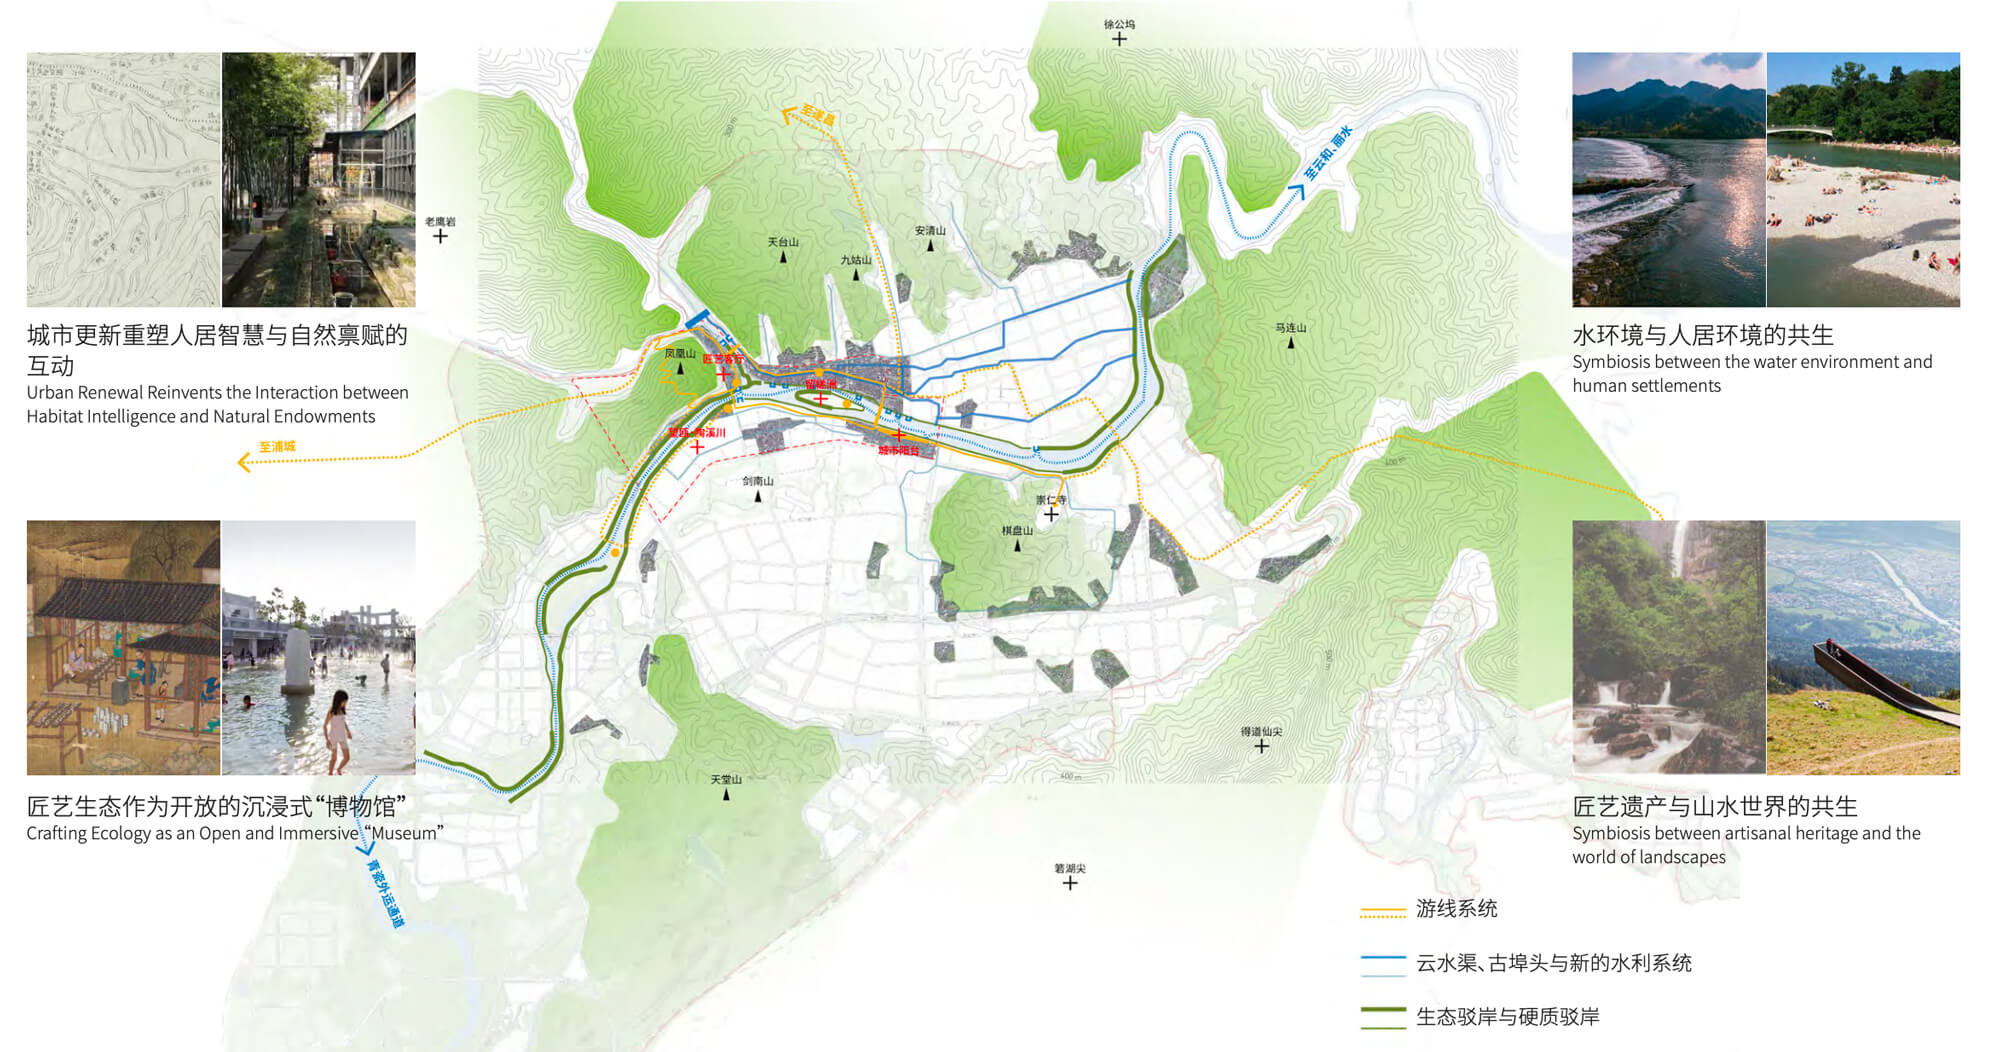 城市更新重塑人居智慧与自然禀赋的
互动
Urban Renewal Reinvents the Interaction between
Habitat Intelligence and Natural Endowments
至浦城
匠艺生态作为开放的沉浸式“博物馆”
Crafting Ecology as an Open and Immersive “Museum”
青瓷外运通道
徐公坞
至遂昌
300 m
至云和、丽水
老鹰岩
天台山
九姑山
安清山
马连山
凤凰山
匠艺客厅
留槎洲
城市阳台
剑南山
崇仁寺
棋盘山
400 m
500 m
得道仙尖
400 m
天堂山
箬湖尖
水环境与人居环境的共生
Symbiosis between the water environment and
human settlements
匠艺遗产与山水世界的共生
Symbiosis between artisanal heritage and the
world of landscapes
游线系统
云水渠、古埠头与新的水利系统
生态驳岸与硬质驳岸